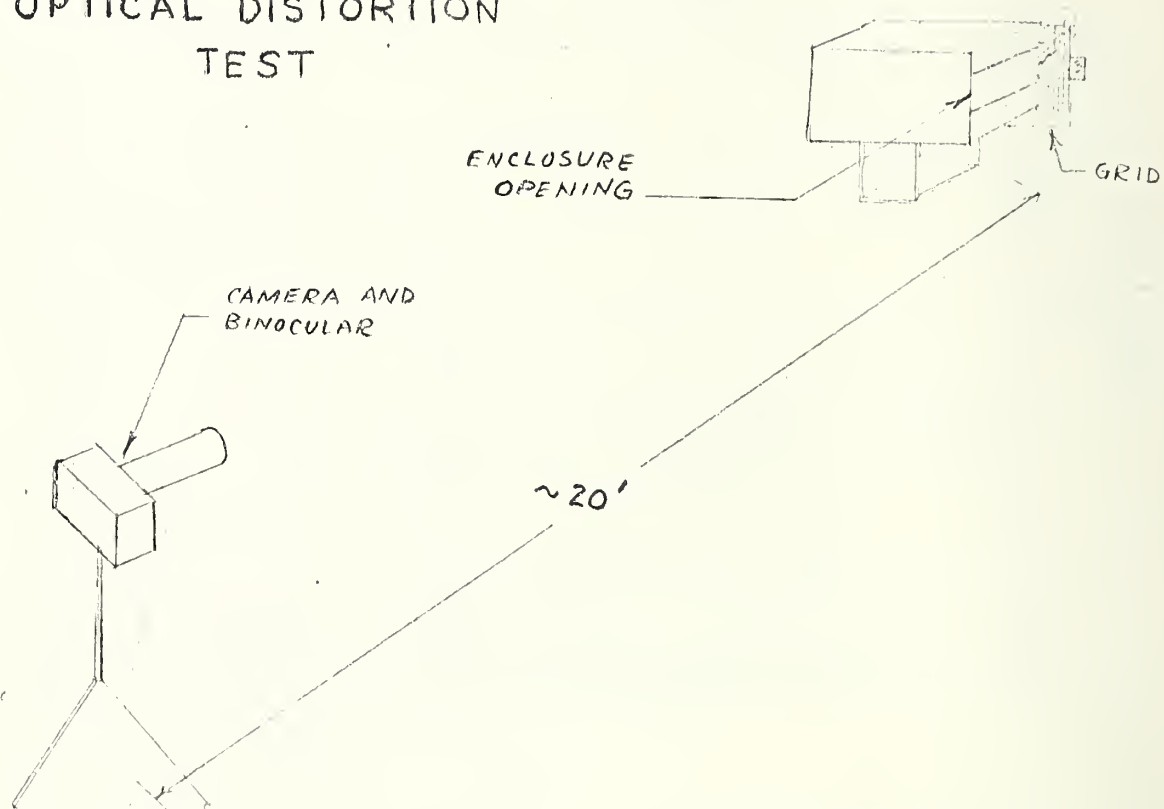 OPTICAL DISTORTION
TEST
ENCLOSURE
OPENING
GRID
CAMERA AND
BINOCULAR
~20'